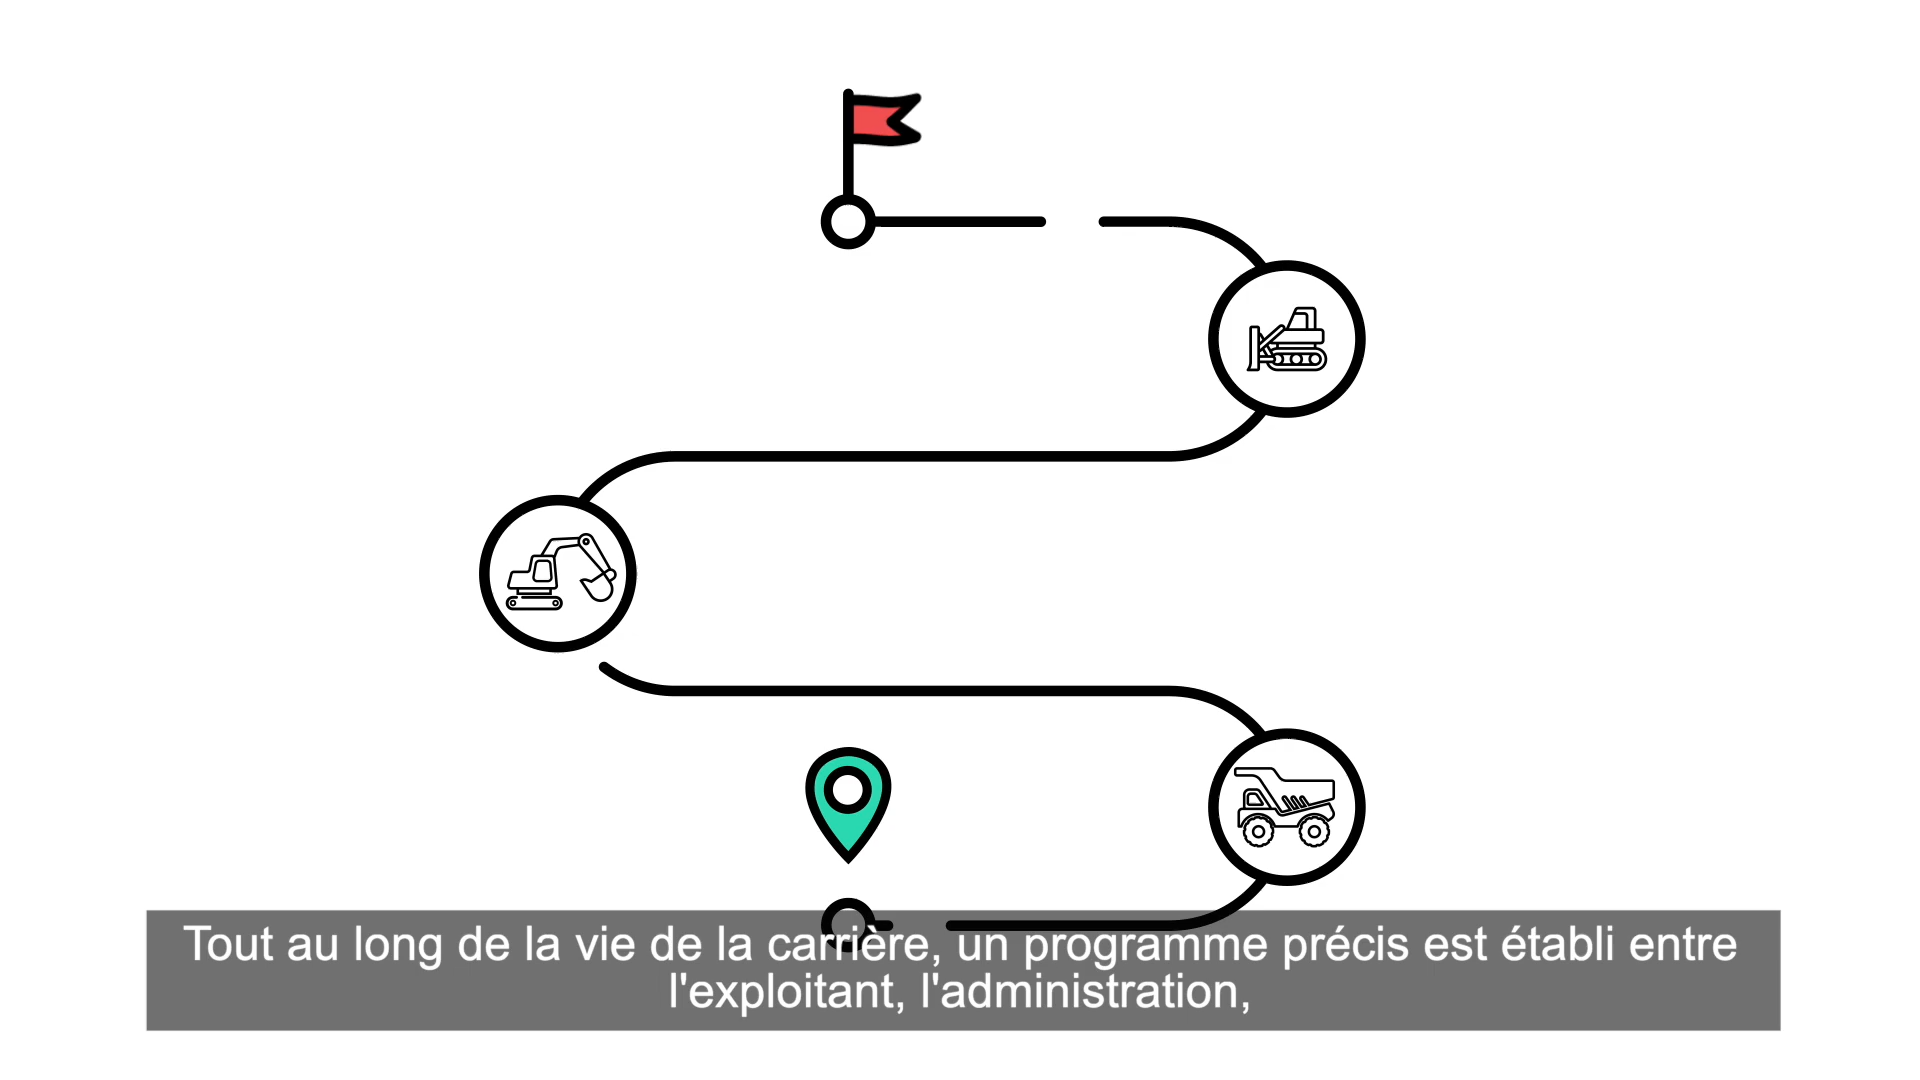 Tout au long de la vie de la carrière, un programme précis est établi entre
l'exploitant, l'administration,